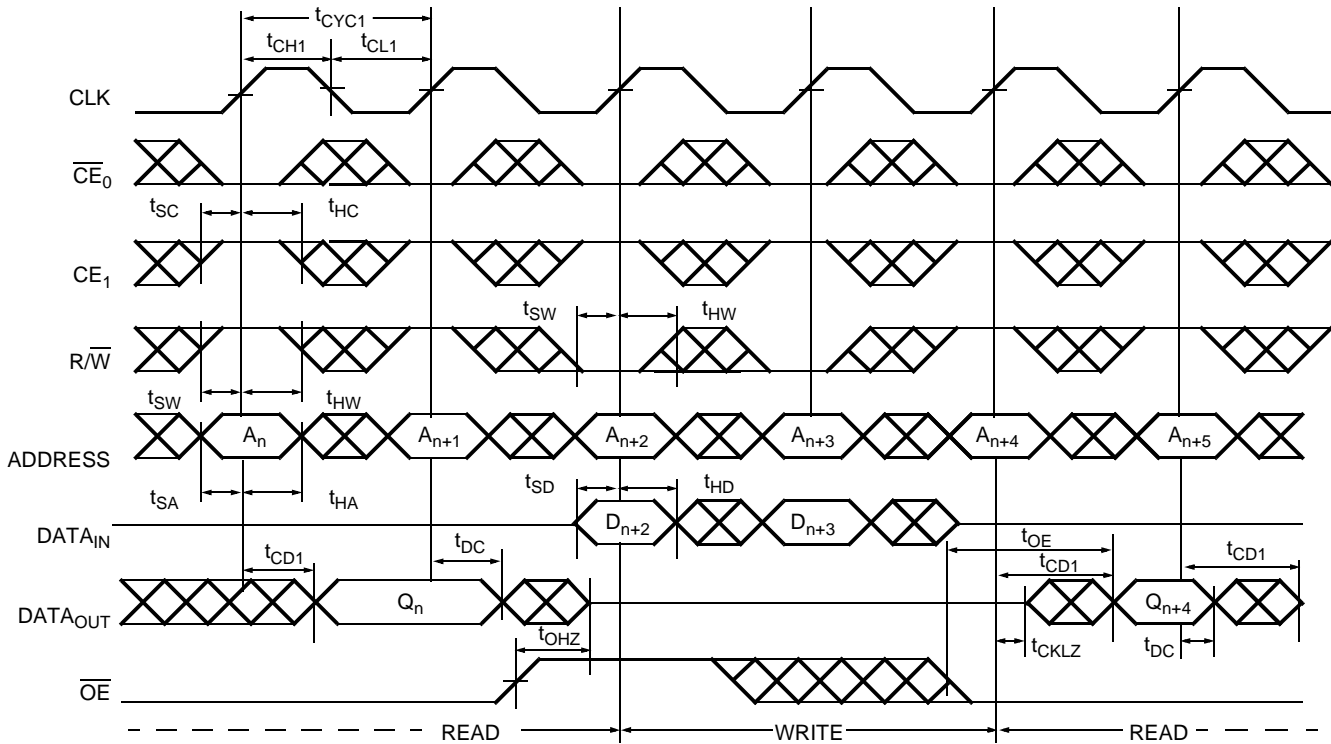 tCYC1
tCH1 tCL1
CLK
CE0
tSC tHC
CE1
tSW tHW
R/W
tSW tHW
An An+1 An+2 An+3 An+4 An+5
ADDRESS
tSA tHA tSD tHD
Dn+2 Dn+3
DATAIN
tOE
tCD1 tDC tCD1 tCD1
Qn Qn+4
DATAOUT
tOHZ tCKLZ tDC
OE
READ WRITE READ